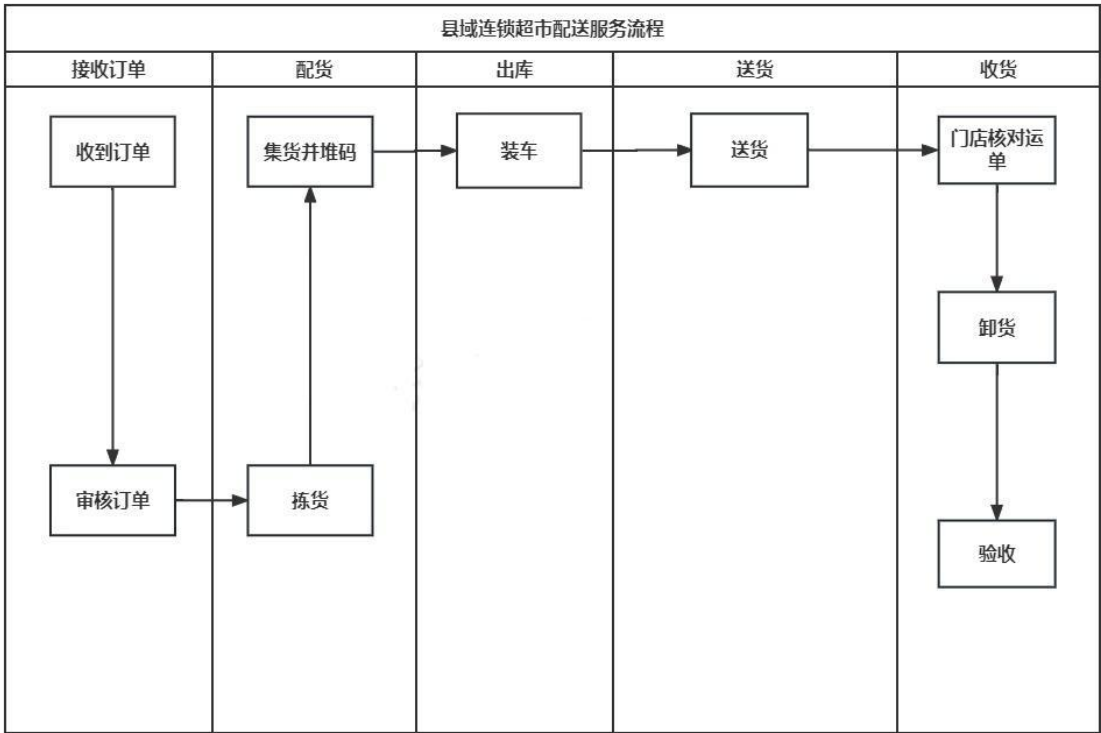 县域连锁超市配送服务流程
接收订单
配货
出库
送货
收货
收到订单
集货并堆码
装车
送货
门店核对运
单
卸货
审核订单
拣货
验收